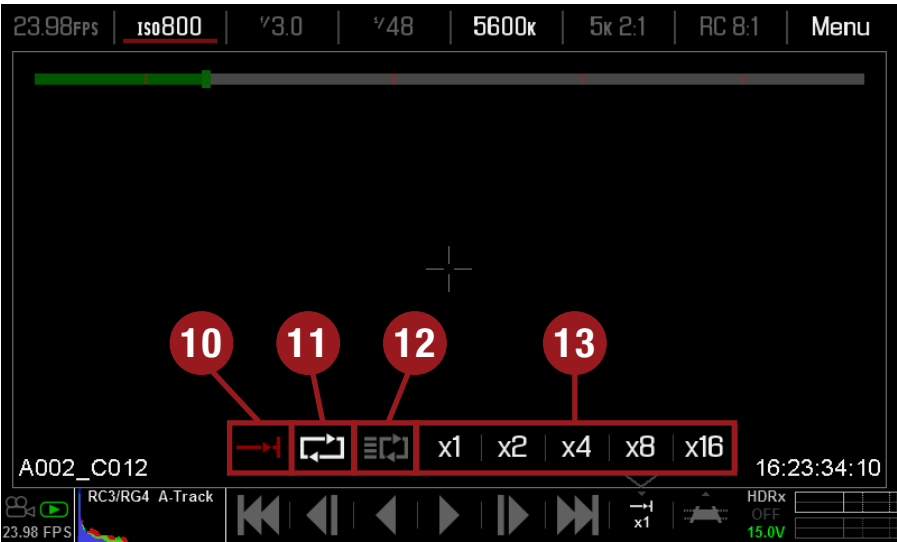 23.98FPS ISO800 F/3.0 1/48 5600K 5K 2:1 RC 8:1 Menu
10 11 12 13
x1 x2 x4 x8 x16
A002_C012 16:23:34:10
RC3/RG4 A-Track HDRx
OFF
x1
23.98 FPS 15.0V